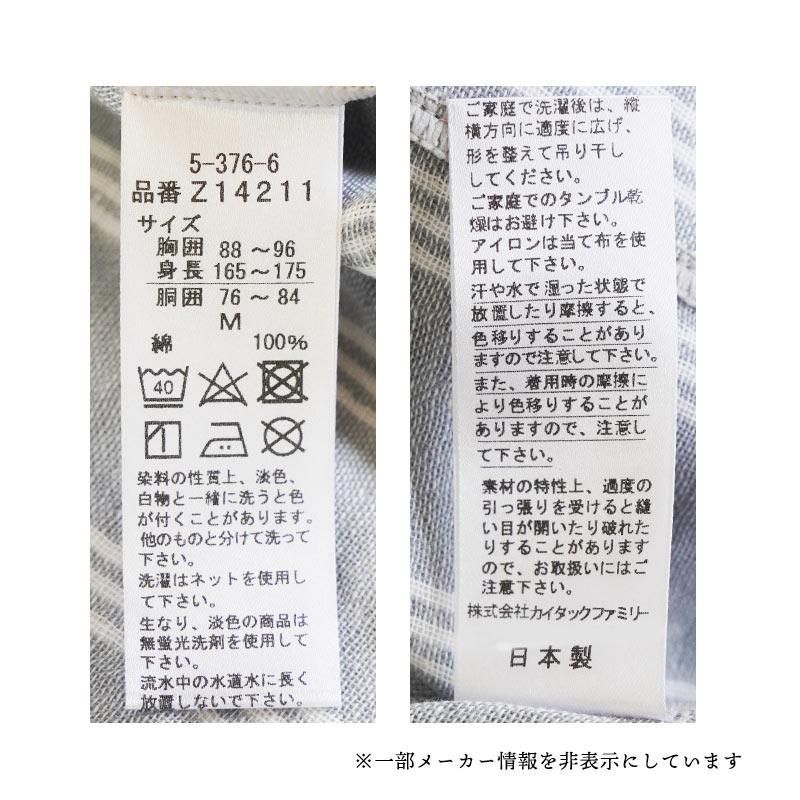 5-376-6
品番 Z14211
サイズ
胸囲 88～96
身長 165～175
胴囲 76～84
M
綿 100%
40
染料の性質上、淡色、
白物と一緒に洗うと色
が付くことがあります。
他のものと分けて洗って
下さい。
洗濯はネットを使用し
て下さい。
生なり、淡色の商品は
無蛍光洗剤を使用して
下さい。
流水中の水道水に長く
放置しないで下さい。
ご家庭で洗濯後は、縦
横方向に適度に広げ、
形を整えて吊り干し
してください。
ご家庭でのタンブル乾
燥はお避け下さい。
アイロンは当て布を使
用して下さい。
汗や水で湿った状態で
放置したり摩擦すると、
色移りすることがあり
ますので注意して下さい。
また、着用時の摩擦に
より色移りすることが
ありますので、注意し
て下さい。
素材の特性上、過度の
引っ張りを受けると縫
い目が開いたり破れた
りすることがあります
ので、お取扱いにはご
注意下さい。
株式会社カイタックファミリー
日本製
※一部メーカー情報を非表示にしています